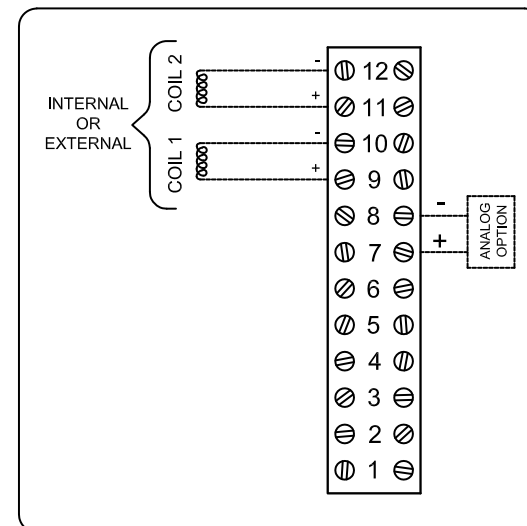 INTERNAL
OR
EXTERNAL
COIL 2
COIL 1
-
+
-
+
12
11
10
9
8
7
6
5
4
3
2
1
-
+
ANALOG
OPTION